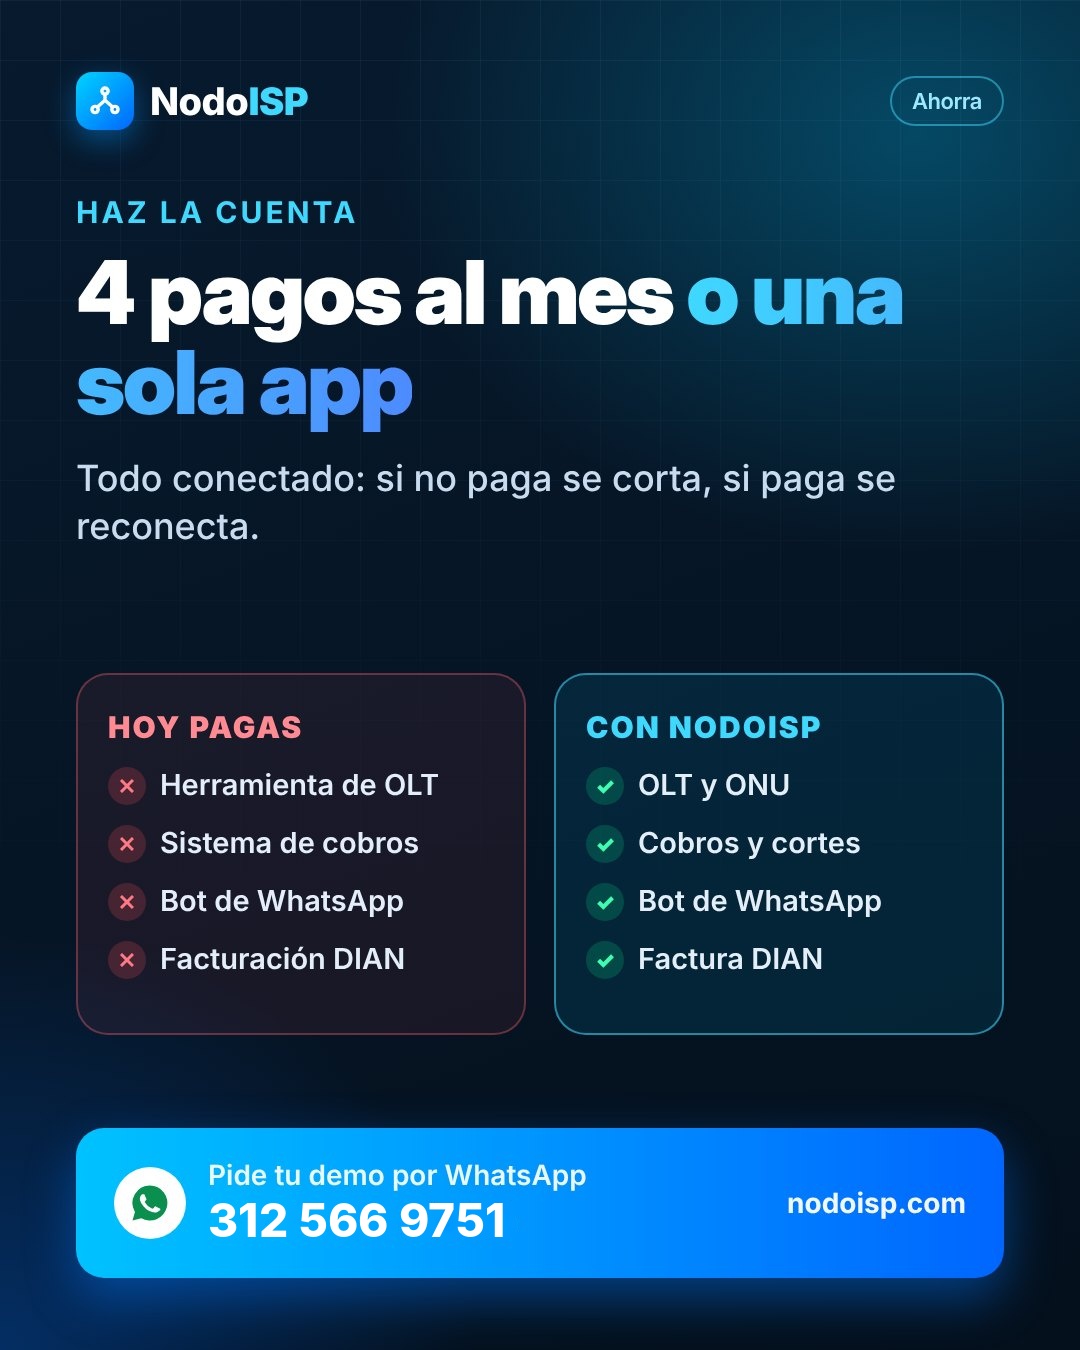 NodoISP
Ahorra
HAZ LA CUENTA
4 pagos al mes o una
sola app
Todo conectado: si no paga se corta, si paga se
reconecta.
HOY PAGAS
Herramienta de OLT
Sistema de cobros
Bot de WhatsApp
Facturación DIAN
CON NODOISP
OLT y ONU
Cobros y cortes
Bot de WhatsApp
Factura DIAN
Pide tu demo por WhatsApp
312 566 9751
nodoisp.com